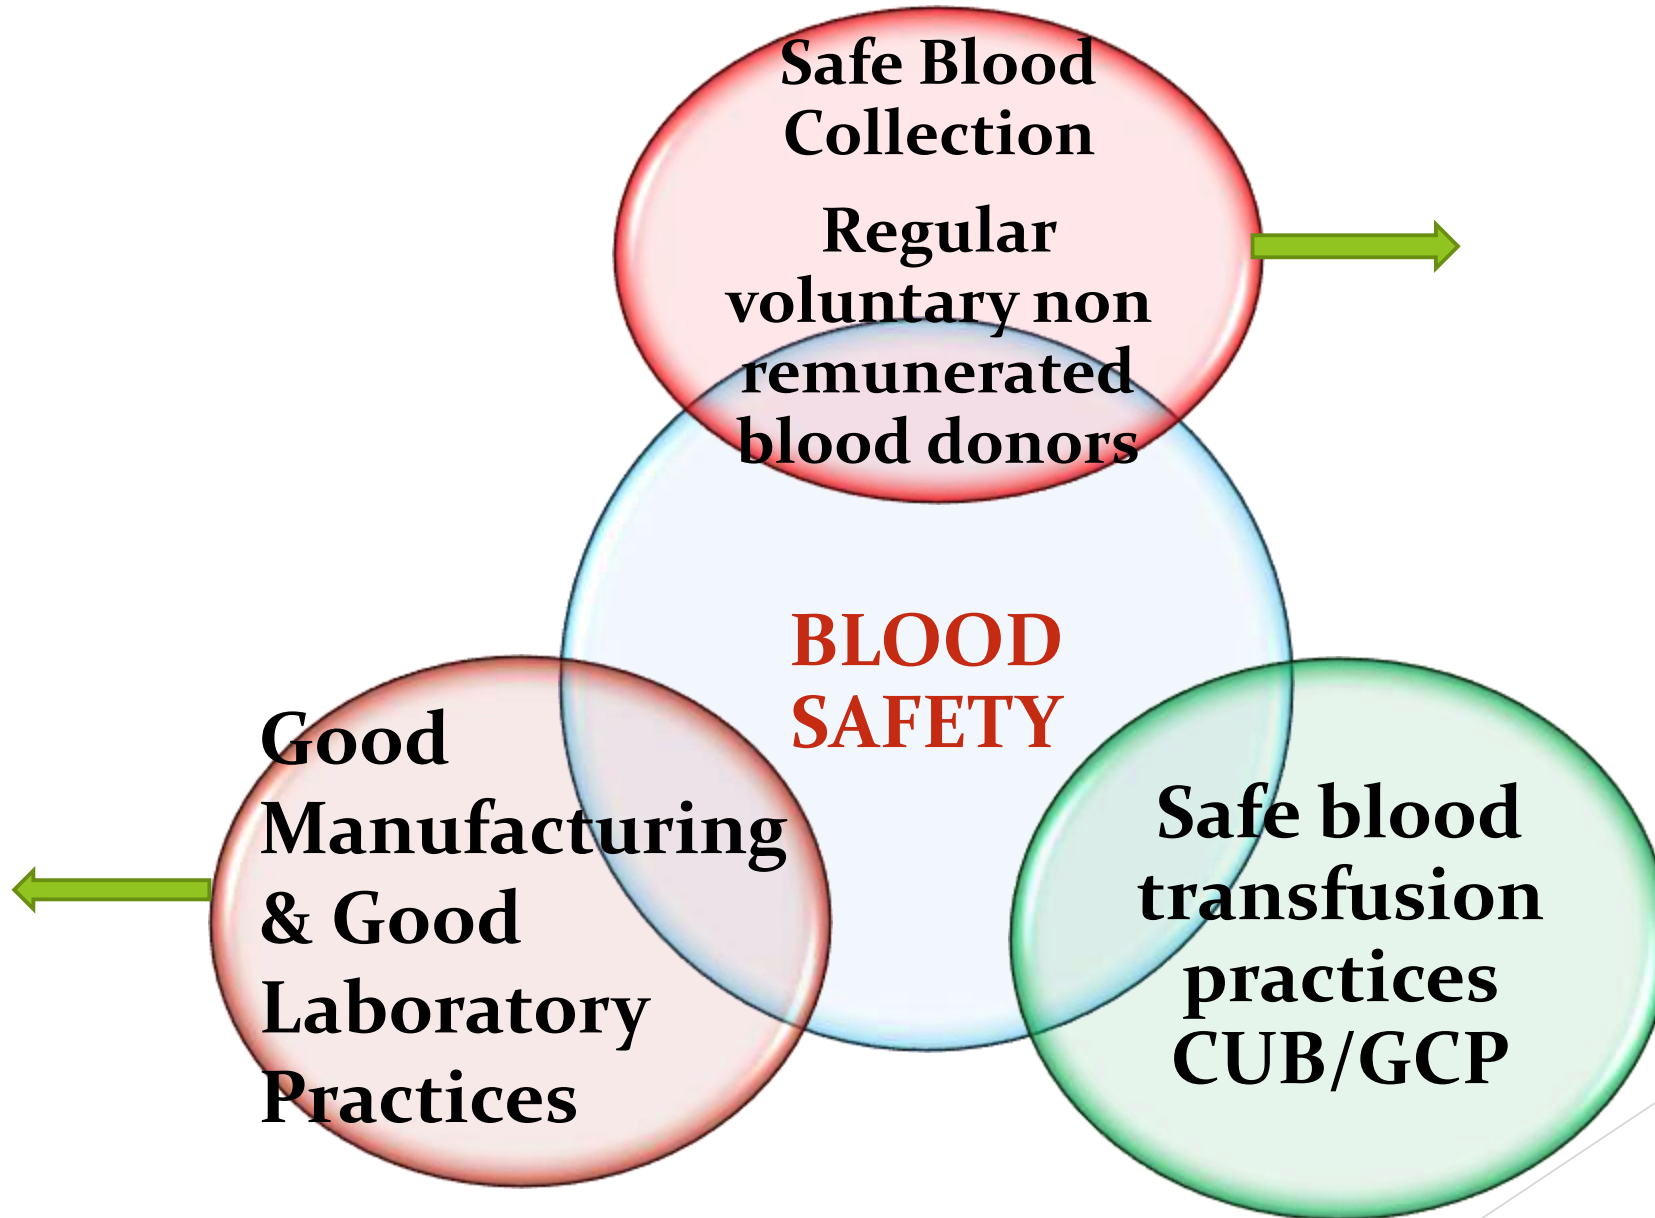 Safe Blood
Collection
Regular
voluntary non
remunerated
blood donors
BLOOD
SAFETY
Good
Manufacturing
& Good
Laboratory
Practices
Safe blood
transfusion
practices
CUB/GCP